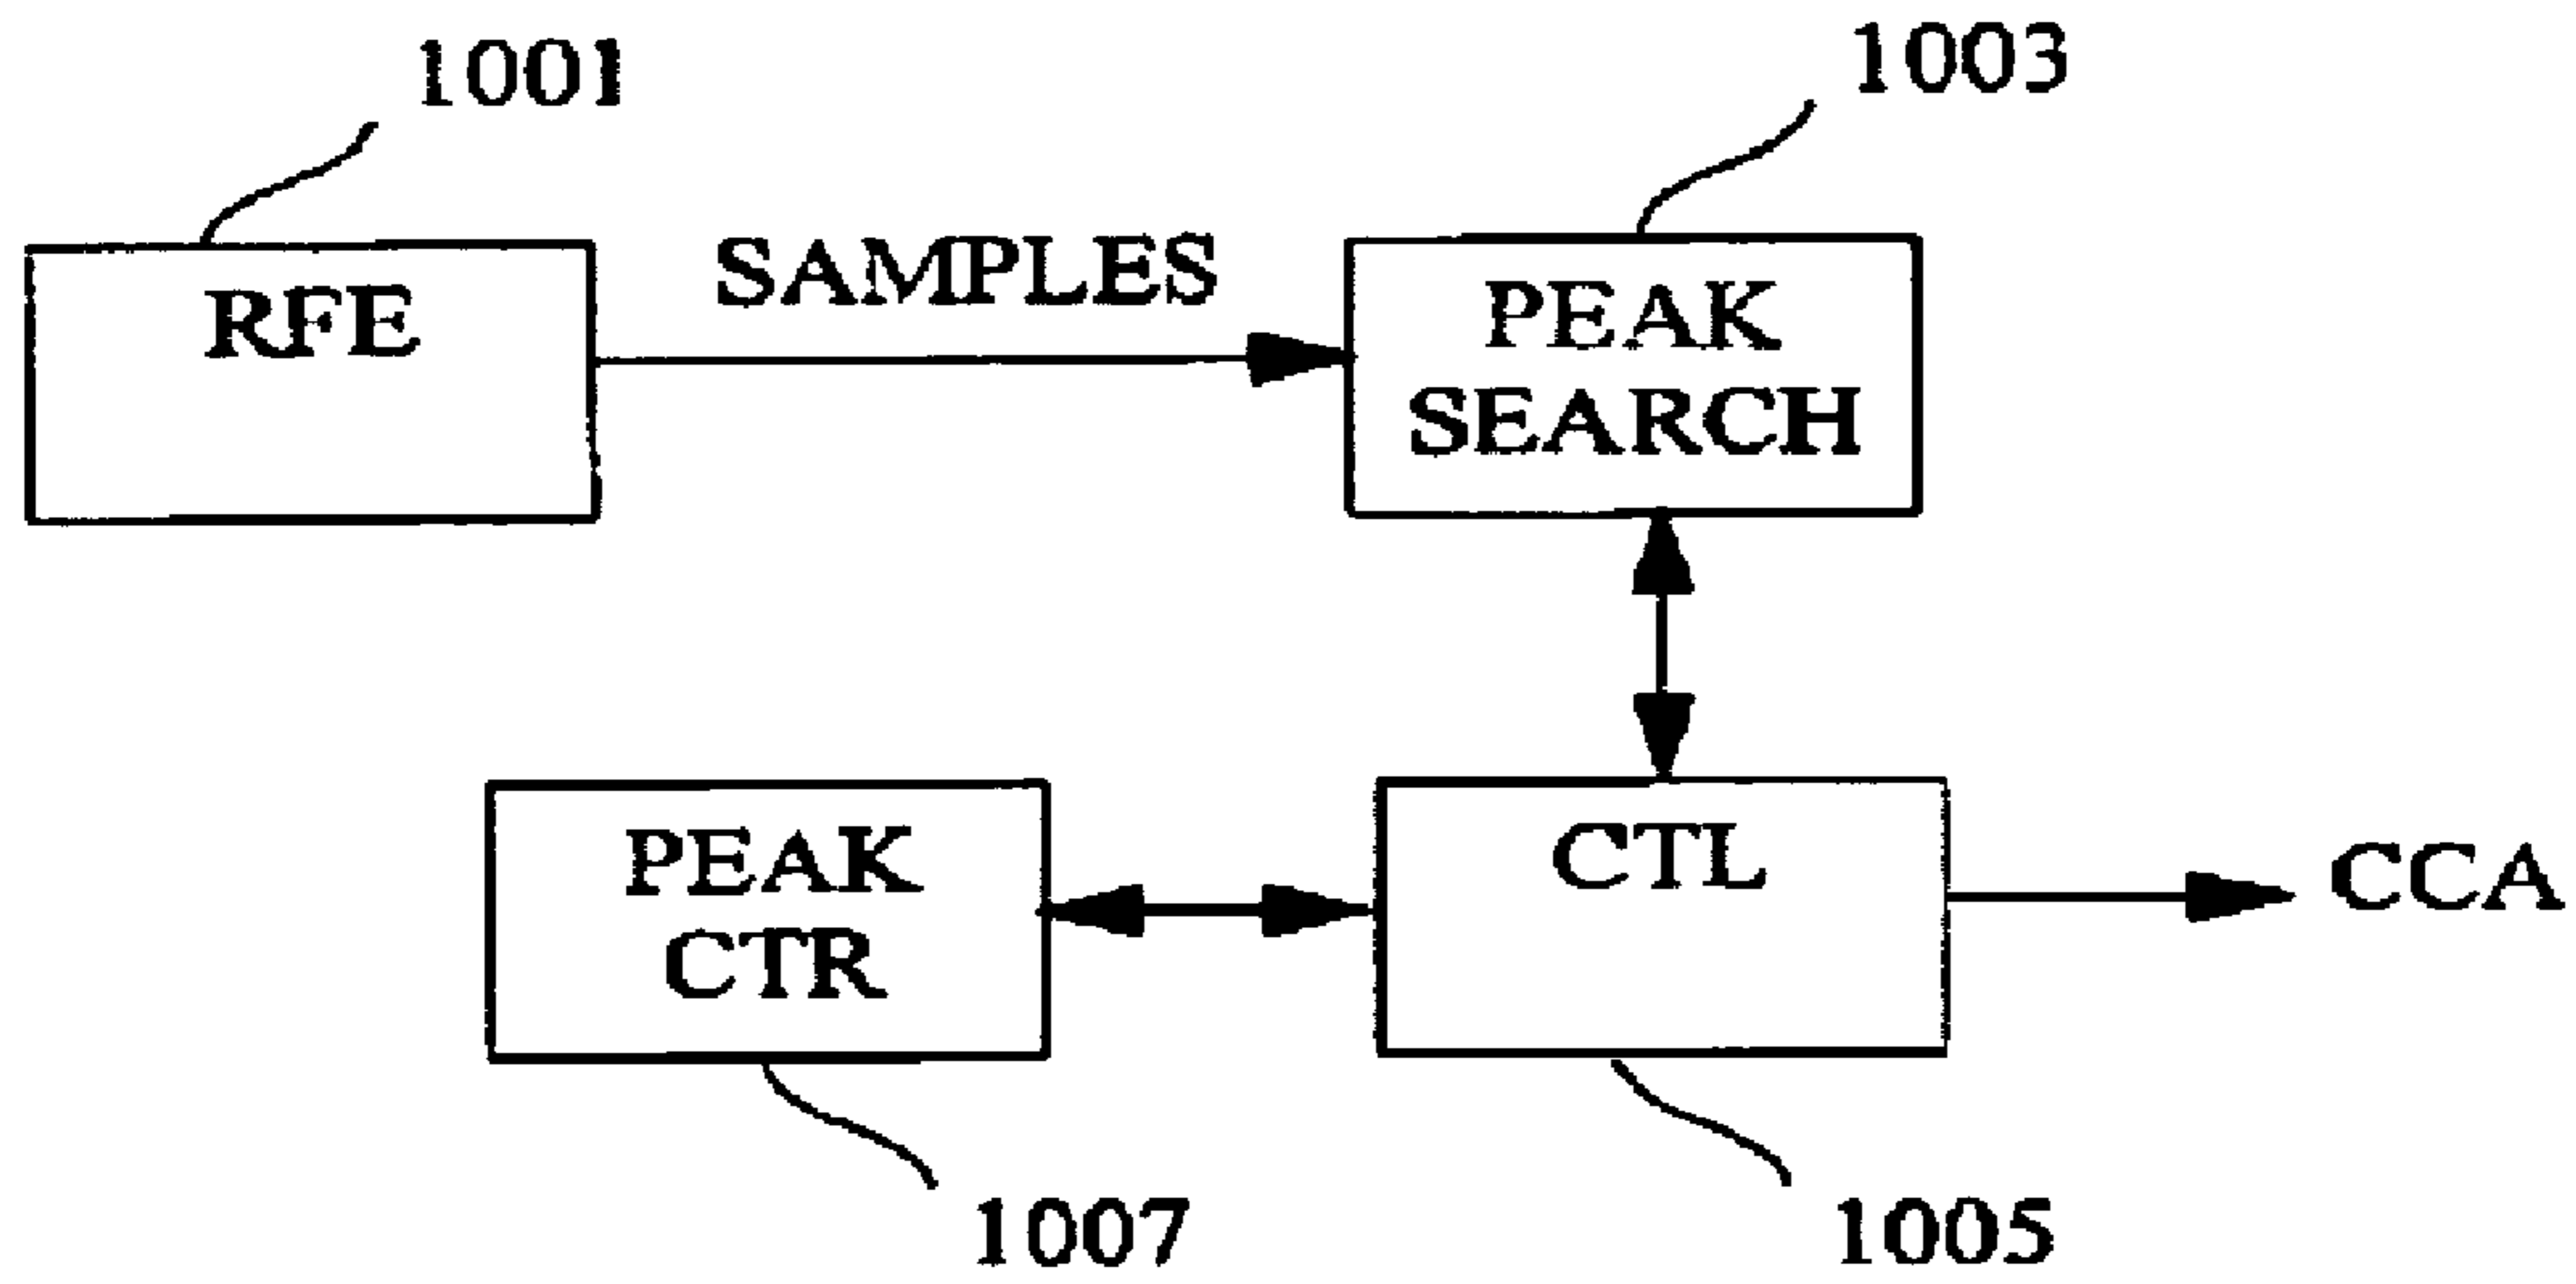 1001
1003
RFE
SAMPLES
PEAK
SEARCH
PEAK
CTR
CTL
CCA
1007
1005